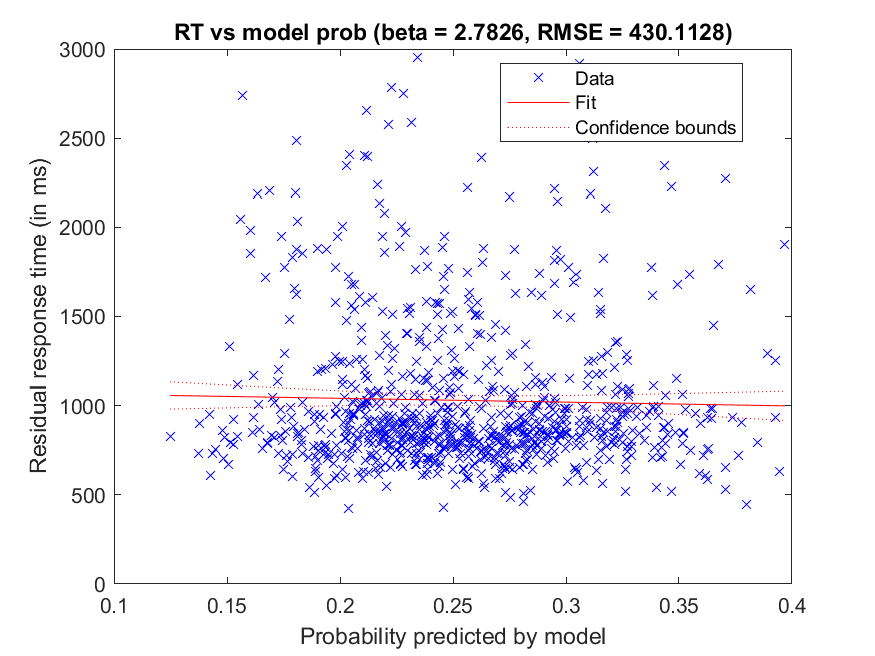 RT vs model prob (beta = 2.7826, RMSE = 430.1128)
3000
2500
2000
1500
1000
500
0
Residual response time (in ms)
Data
Fit
Confidence bounds
0.1 0.15 0.2 0.25 0.3 0.35 0.4
Probability predicted by model